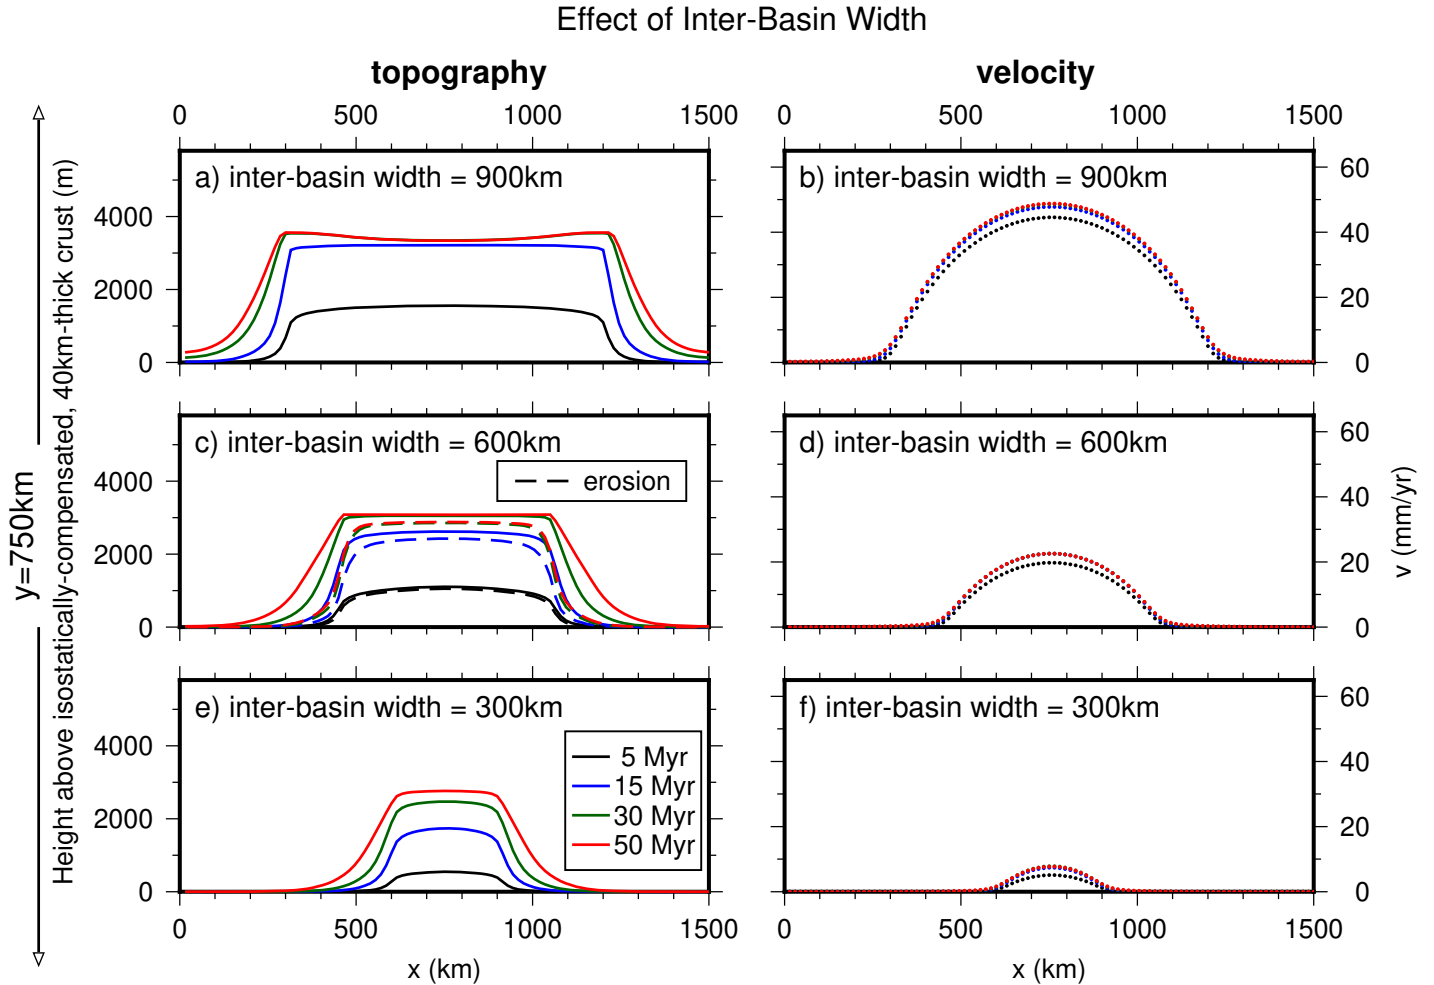 Effect of Inter-Basin Width
topography
velocity
0 500 1000 1500
0 500 1000 1500
y=750km
Height above isostatically-compensated, 40km-thick crust (m)
a) inter-basin width = 900km
4000
2000
0
b) inter-basin width = 900km
60
40
20
0
c) inter-basin width = 600km
erosion
4000
2000
0
d) inter-basin width = 600km
60
40
20
0
v (mm/yr)
e) inter-basin width = 300km
4000
2000
0
5 Myr
15 Myr
30 Myr
50 Myr
f) inter-basin width = 300km
60
40
20
0
0 500 1000 1500
0 500 1000 1500
x (km)
x (km)